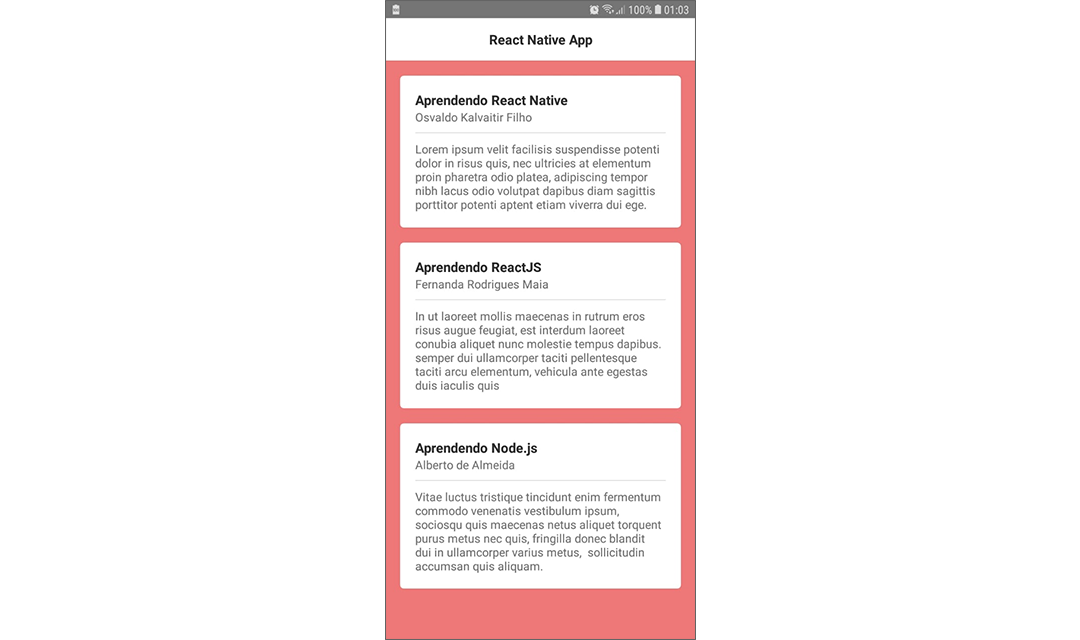 100% 01:03
React Native App
Aprendendo React Native
Osvaldo Kalvaitir Filho
Lorem ipsum velit facilisis suspendisse potenti
dolor in risus quis, nec ultricies at elementum
proin pharetra odio platea, adipiscing tempor
nibh lacus odio volutpat dapibus diam sagittis
porttitor potenti aptent etiam viverra dui ege.
Aprendendo ReactJS
Fernanda Rodrigues Maia
In ut laoreet mollis maecenas in rutrum eros
risus augue feugiat, est interdum laoreet
conubia aliquet nunc molestie tempus dapibus.
semper dui ullamcorper taciti pellentesque
taciti arcu elementum, vehicula ante egestas
duis iaculis quis
Aprendendo Node.js
Alberto de Almeida
Vitae luctus tristique tincidunt enim fermentum
commodo venenatis vestibulum ipsum,
sociosqu quis maecenas netus aliquet torquent
purus metus nec quis, fringilla donec blandit
dui in ullamcorper varius metus,  sollicitudin
accumsan quis aliquam.